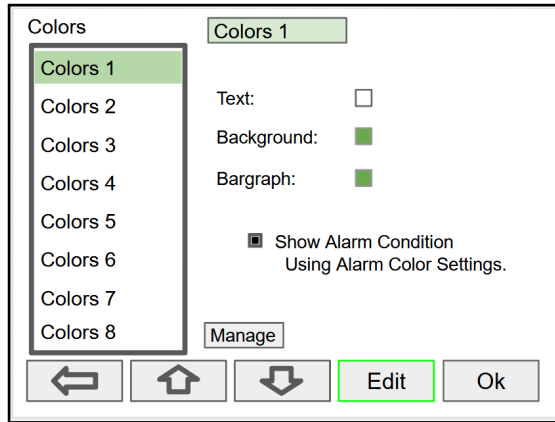 Colors
Colors 1
Colors 1
Colors 2
Colors 3
Colors 4
Colors 5
Colors 6
Colors 7
Colors 8
Text:
Background:
Bargraph:
Show Alarm Condition
Using Alarm Color Settings.
Manage
Edit
Ok